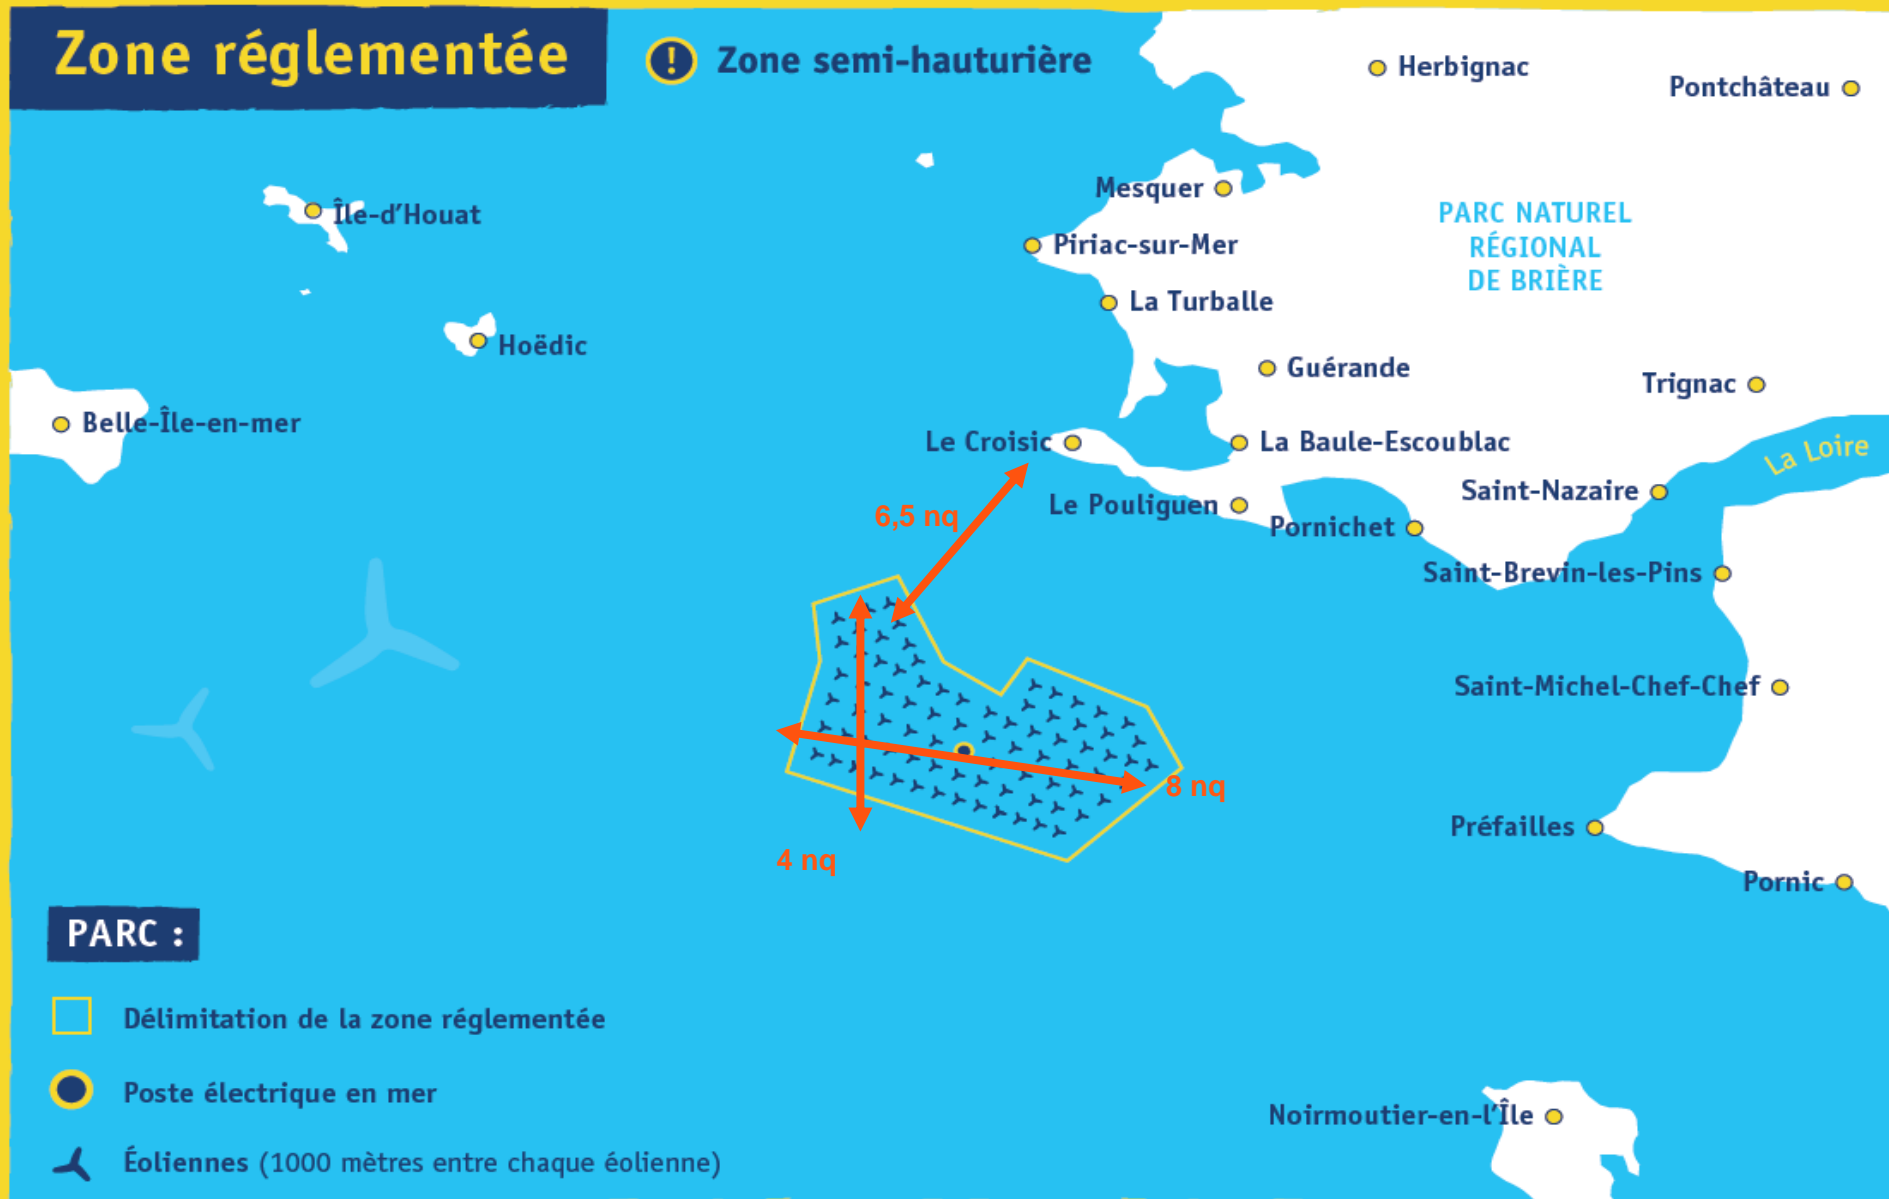 Zone réglementée
! Zone semi-hauturière
Herbignac
Pontchâteau
Mesquer
Île-d'Houat
PARC NATUREL
RÉGIONAL
DE BRIÈRE
Piriac-sur-Mer
La Turballe
Hoëdic
Guérande
Trignac
Belle-Île-en-mer
Le Croisic
La Baule-Escoublac
La Loire
Saint-Nazaire
Le Pouliguen
6,5 nq
Pornichet
Saint-Brevin-les-Pins
Saint-Michel-Chef-Chef
8 nq
Préfailles
4 nq
Pornic
PARC :
Délimitation de la zone réglementée
Poste électrique en mer
Noirmoutier-en-l'Île
Éoliennes (1000 mètres entre chaque éolienne)